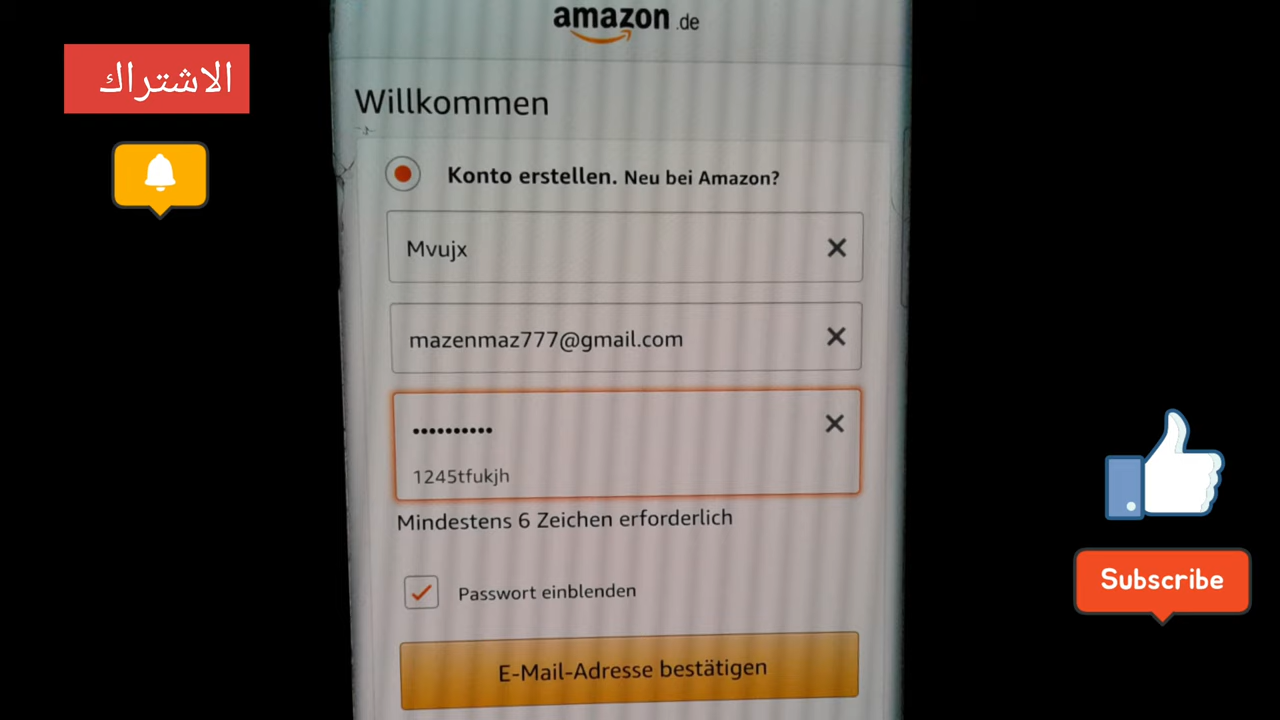 amazon.de
الاشتراك
Willkommen
Konto erstellen. Neu bei Amazon?
Mvujx
mazenmaz777@gmail.com
••••••••••
1245tfukjh
Mindestens 6 Zeichen erforderlich
Passwort einblenden
E-Mail-Adresse bestätigen
Subscribe